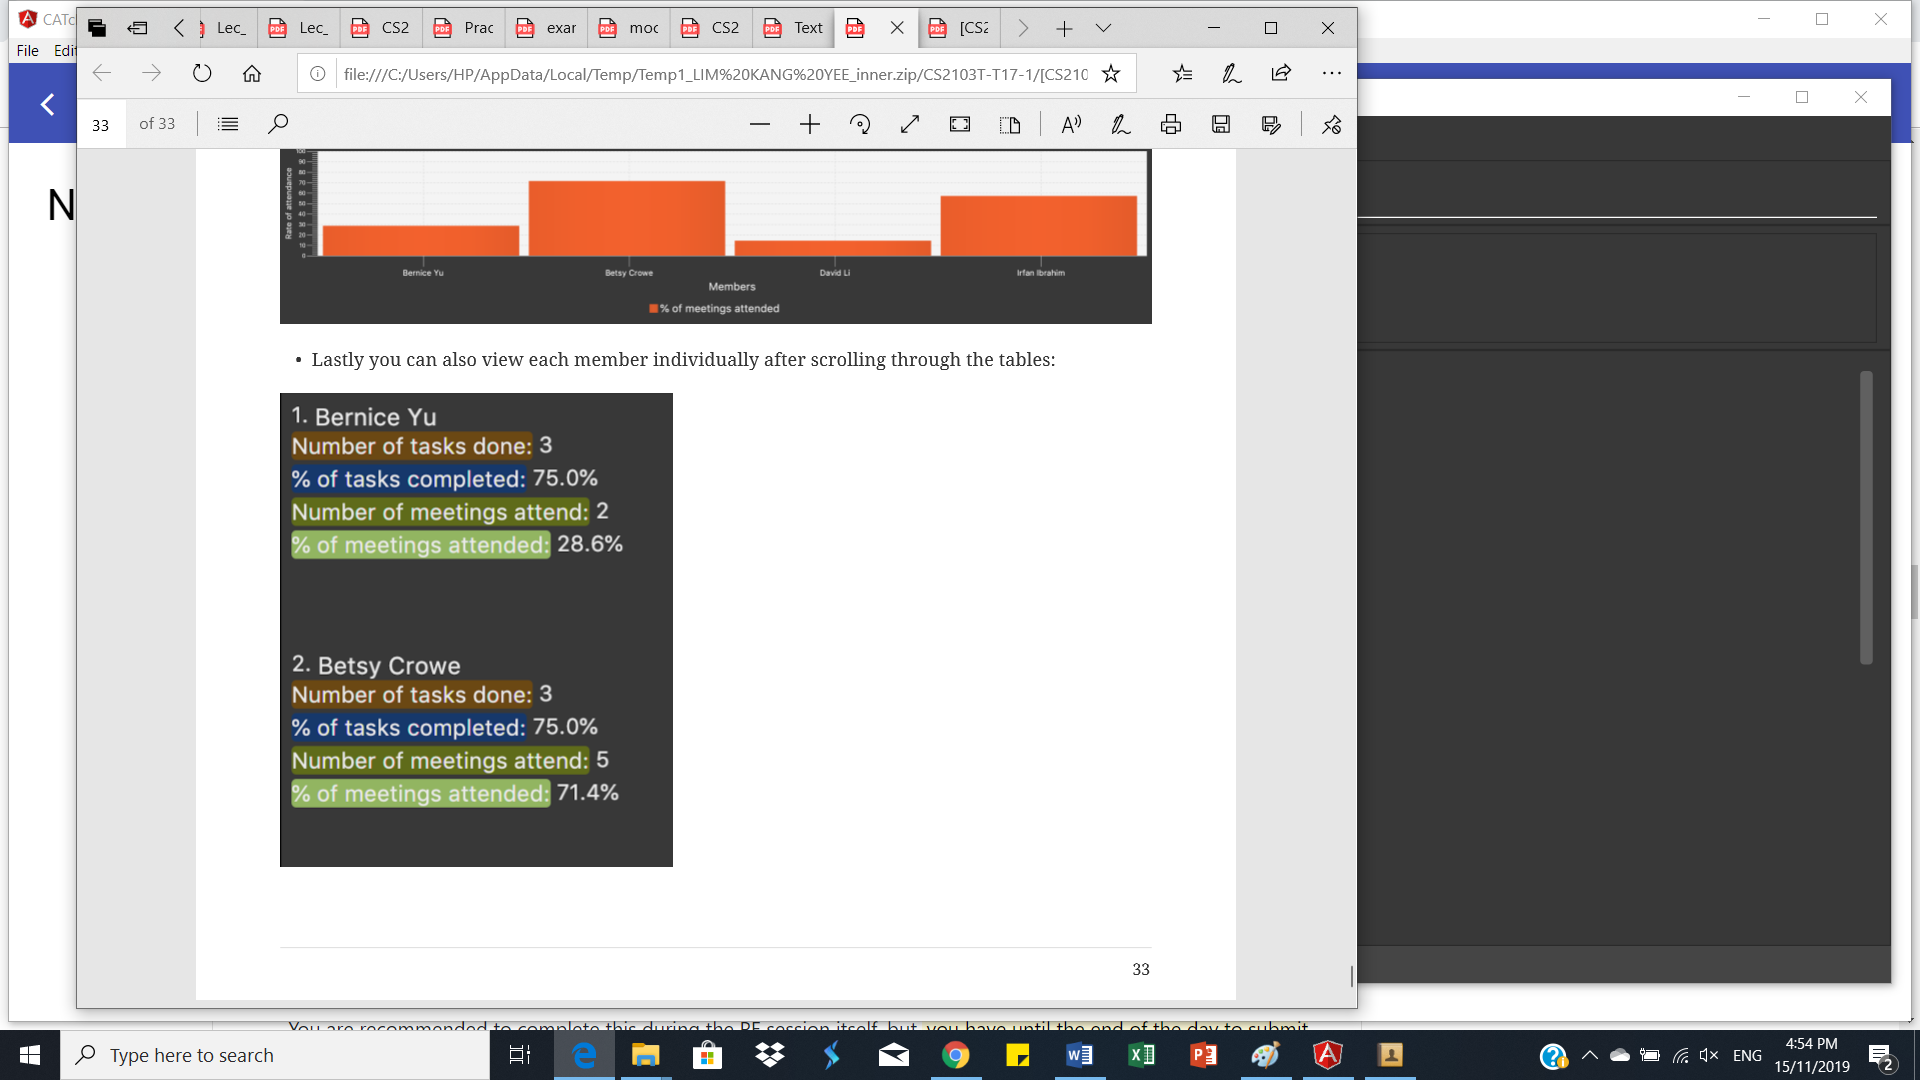 CATc
File Edi
N
Lec_
Lec_
CS2
Prac
exar
moc
CS2
Text
[CS2
file:///C:/Users/HP/AppData/Local/Temp/Temp1_LIM%20KANG%20YEE_inner.zip/CS2103T-T17-1/[CS210
33 of 33
100
90
80
70
60
50
40
30
20
10
0
Rate of attendance
Bernice Yu Betsy Crowe David Li Irfan Ibrahim
Members
% of meetings attended
• Lastly you can also view each member individually after scrolling through the tables:
1. Bernice Yu
Number of tasks done: 3
% of tasks completed: 75.0%
Number of meetings attend: 2
% of meetings attended: 28.6%
2. Betsy Crowe
Number of tasks done: 3
% of tasks completed: 75.0%
Number of meetings attend: 5
% of meetings attended: 71.4%
33
You are recommended to complete this during the PE session itself, but, you have until the end of the day to submit
Type here to search
ENG
4:54 PM
15/11/2019
2